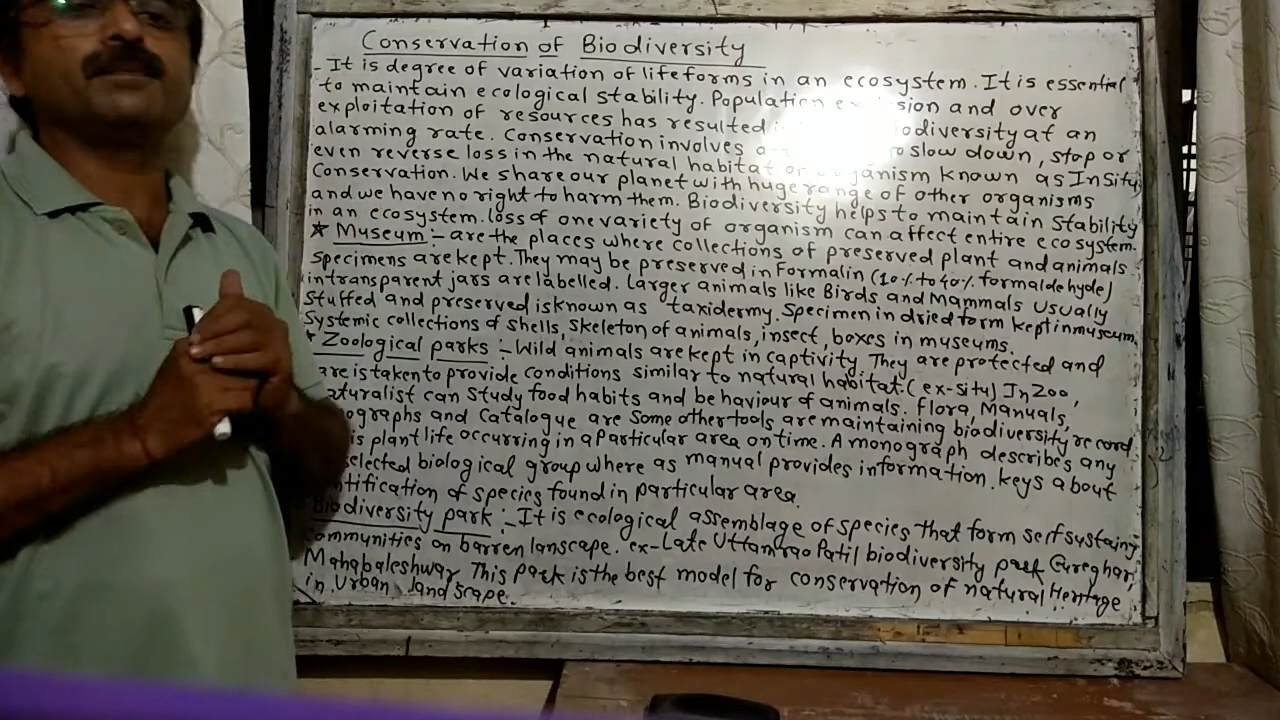 Conservation of Biodiversity
- It is degree of variation of lifeforms in an ecosystem. It is essential
to maintain ecological stability. Population sion and over
exploitation of resources has resulted iodiversity at an
alarming rate. Conservation involves to slow down, stop or
even reverse loss in the natural habitat of organism known as Insitu
Conservation. We share our planet with huge range of other organisms
and we have no right to harm them. Biodiversity helps to maintain stability
in an ecosystem. loss of one variety of organism can affect entire ecosystem.
* Museum :- are the places where collections of preserved plant and animals
specimens are kept. They may be preserved in Formalin (10% to 40% formaldehyde)
in transparent jars are labelled. Larger animals like Birds and Mammals usually
stuffed and preserved is known as taxidermy. Specimen in dried form kept in museum.
Systemic collections of shells, skeleton of animals, insect, boxes in museums.
* Zoological parks :- Wild animals are kept in captivity. They are protected and
are is taken to provide conditions similar to natural habitat. (ex-situ) In Zoo,
aturalist can study food habits and behaviour of animals. Flora, Manuals,
nographs and Catalogue are some other tools are maintaining biodiversity record.
is plant life occurring in a particular area on time. A monograph describes any
selected biological group where as manual provides information. keys about
ntification of species found in particular area.
Biodiversity park :- It is ecological assemblage of species that form self sustaing
communities on barren lanscape. ex- Late Uttamrao Patil biodiversity park Gureghar,
Mahabaleshwar. This park is the best model for conservation of natural Heritage
in Urban landscape.